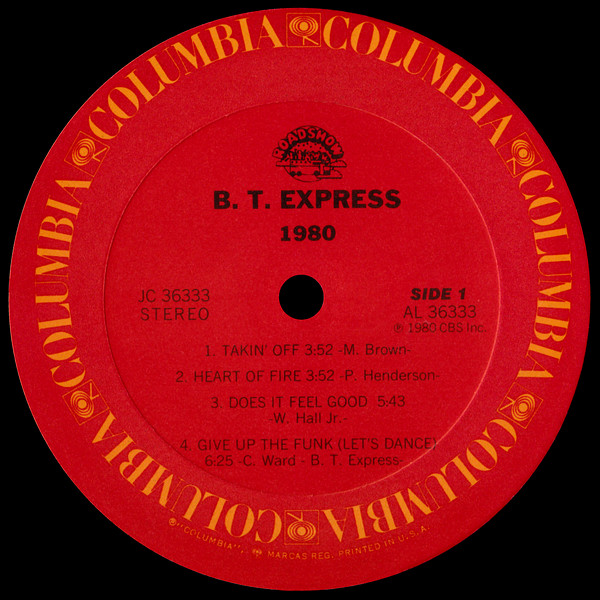 COLUMBIA COLUMBIA COLUMBIA COLUMBIA COLUMBIA COLUMBIA COLUMBIA COLUMBIA
ROADSHOW
B. T. EXPRESS
1980
JC 36333
STEREO
SIDE 1
AL 36333
℗ 1980 CBS Inc.
1. TAKIN' OFF 3:52 -M. Brown-
2. HEART OF FIRE 3:52 -P. Henderson-
3. DOES IT FEEL GOOD 5:43
-W. Hall Jr.-
4. GIVE UP THE FUNK (LET'S DANCE)
6:25 -C. Ward - B. T. Express-
® "COLUMBIA", MARCAS REG. PRINTED IN U.S.A.